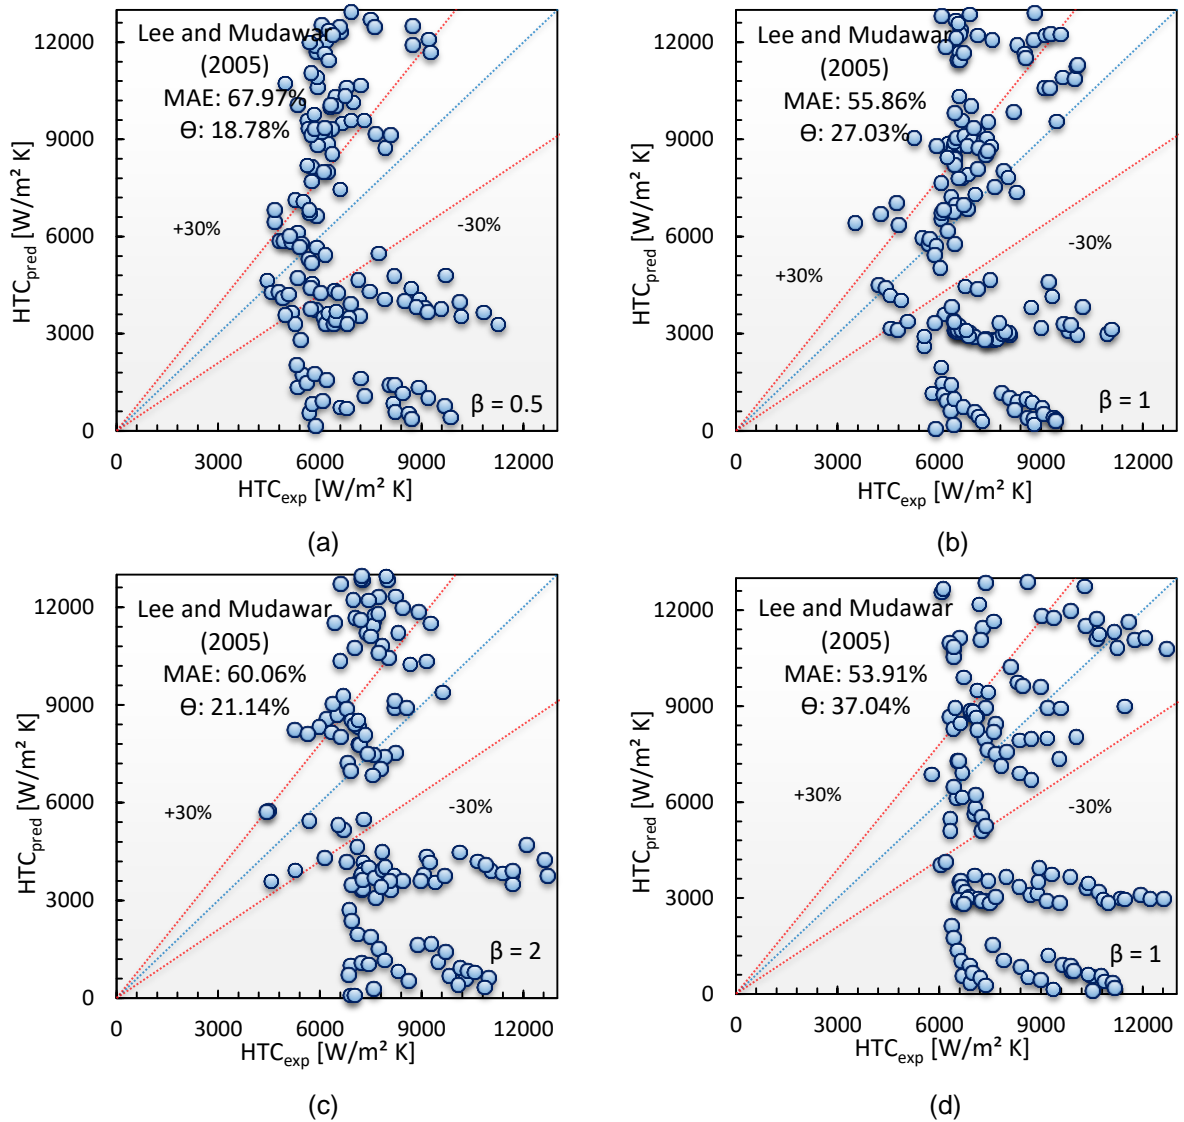 Lee and Mudawar
(2005)
MAE: 67.97%
Θ: 18.78%
+30%
-30%
β = 0.5
12000
9000
6000
3000
0
0 3000 6000 9000 12000
HTCpred [W/m² K]
HTCexp [W/m² K]
(a)
Lee and Mudawar
(2005)
MAE: 55.86%
Θ: 27.03%
+30%
-30%
β = 1
12000
9000
6000
3000
0
0 3000 6000 9000 12000
HTCpred [W/m² K]
HTCexp [W/m² K]
(b)
Lee and Mudawar
(2005)
MAE: 60.06%
Θ: 21.14%
+30%
-30%
β = 2
12000
9000
6000
3000
0
0 3000 6000 9000 12000
HTCpred [W/m² K]
HTCexp [W/m² K]
(c)
Lee and Mudawar
(2005)
MAE: 53.91%
Θ: 37.04%
+30%
-30%
β = 1
12000
9000
6000
3000
0
0 3000 6000 9000 12000
HTCpred [W/m² K]
HTCexp [W/m² K]
(d)